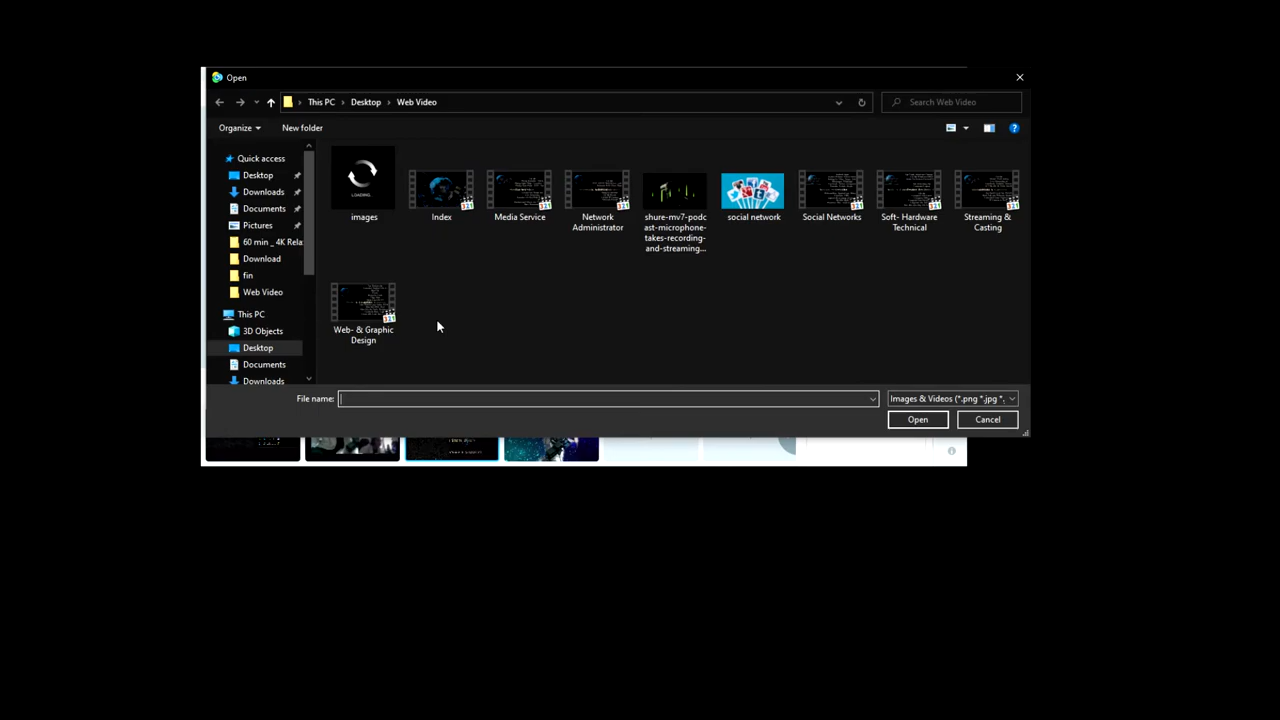 Open
This PC
Desktop
Web Video
Search Web Video
Organize
New folder
Quick access
Desktop
Downloads
Documents
Pictures
60 min _ 4K Rela
Download
fin
Web Video
This PC
3D Objects
Desktop
Documents
Downloads
LOADING
images
Index
Media Service
Network
Administrator
shure-mv7-podc
ast-microphone-
takes-recording-
and-streaming...
social network
Social Networks
Soft- Hardware
Technical
Streaming &
Casting
Web- & Graphic
Design
File name:
Images & Videos (*.png *.jpg *.
Open
Cancel